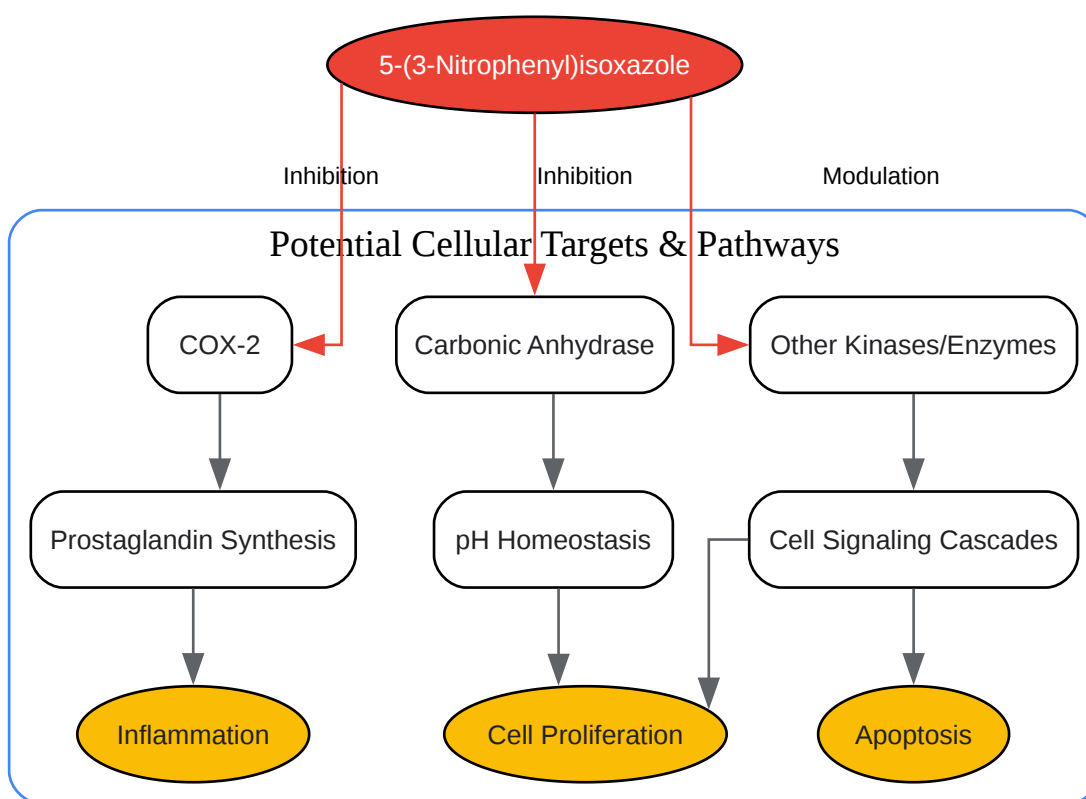 5-(3-Nitrophenyl)isoxazole
Inhibition
Inhibition
Modulation
Potential Cellular Targets & Pathways
COX-2
Carbonic Anhydrase
Other Kinases/Enzymes
Prostaglandin Synthesis
pH Homeostasis
Cell Signaling Cascades
Inflammation
Cell Proliferation
Apoptosis